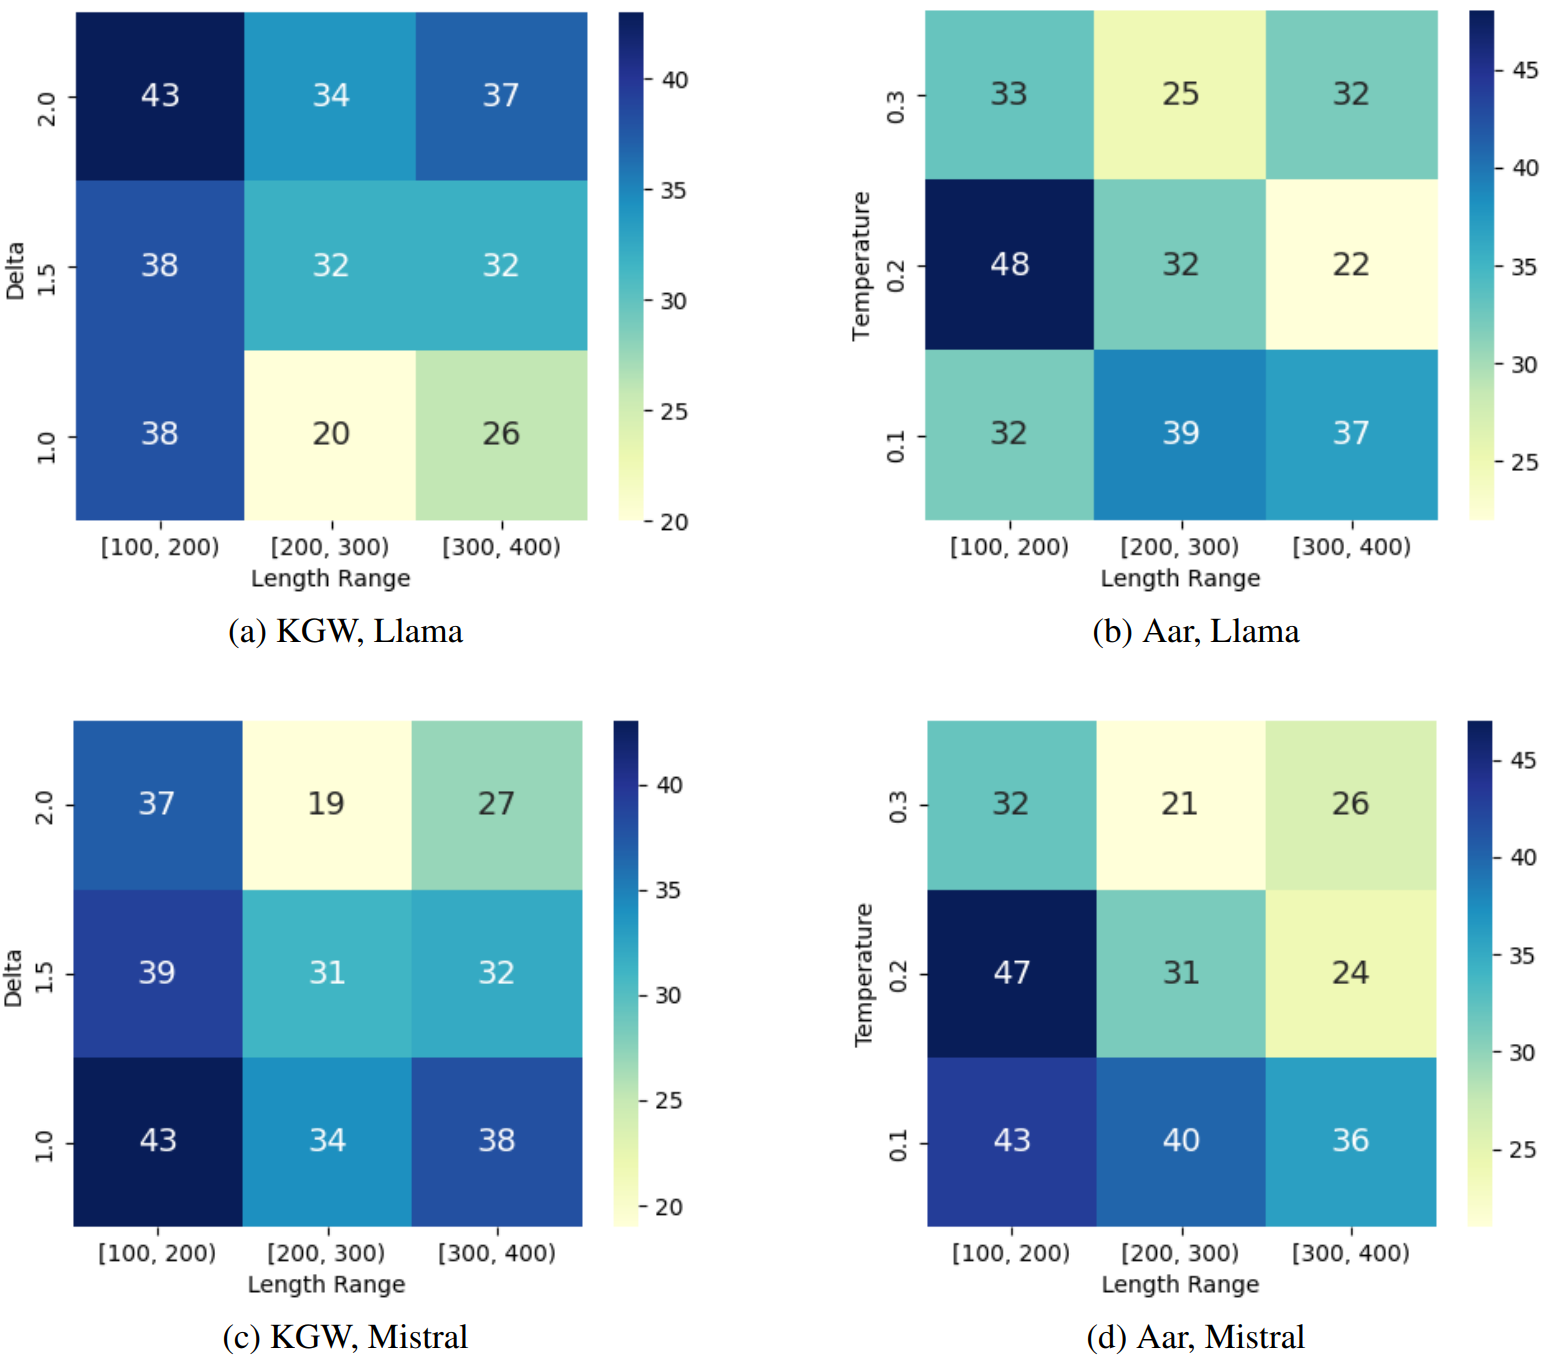 43 34 37
38 32 32
38 20 26
2.0
1.5
1.0
Delta
[100, 200) [200, 300) [300, 400)
Length Range
40
35
30
25
20
(a) KGW, Llama
33 25 32
48 32 22
32 39 37
0.3
0.2
0.1
Temperature
[100, 200) [200, 300) [300, 400)
Length Range
45
40
35
30
25
(b) Aar, Llama
37 19 27
39 31 32
43 34 38
2.0
1.5
1.0
Delta
[100, 200) [200, 300) [300, 400)
Length Range
40
35
30
25
20
(c) KGW, Mistral
32 21 26
47 31 24
43 40 36
0.3
0.2
0.1
Temperature
[100, 200) [200, 300) [300, 400)
Length Range
45
40
35
30
25
(d) Aar, Mistral